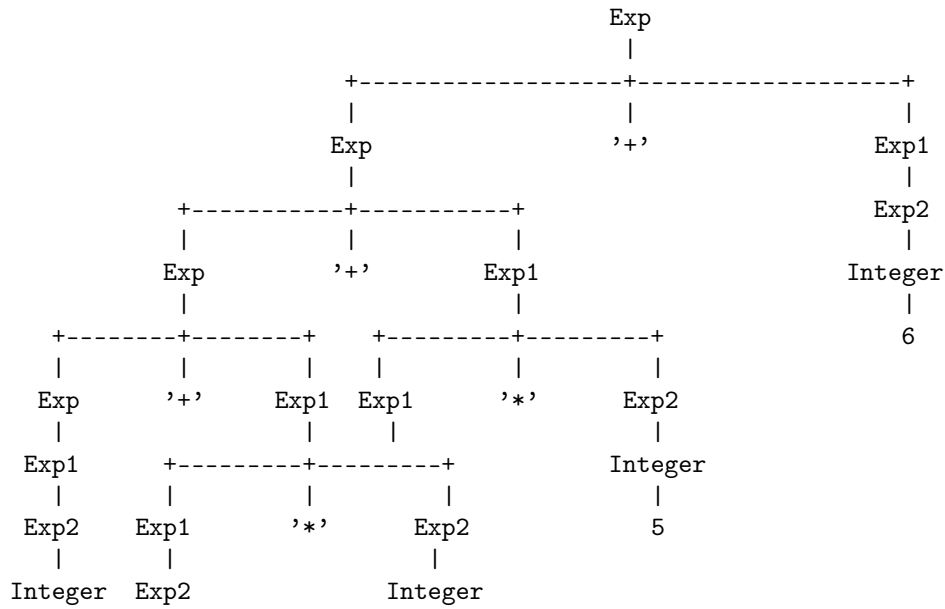 Exp
|
+-------------------+------------------+
| | |
Exp '+' Exp1
| |
+-----------+-----------+ Exp2
| | | |
Exp '+' Exp1 Integer
| | |
+--------+--------+ +---------+---------+ 6
| | | | | |
Exp '+' Exp1 Exp1 '*' Exp2
| | | |
Exp1 +---------+---------+ Integer
| | | | |
Exp2 Exp1 '*' Exp2 5
| | |
Integer Exp2 Integer